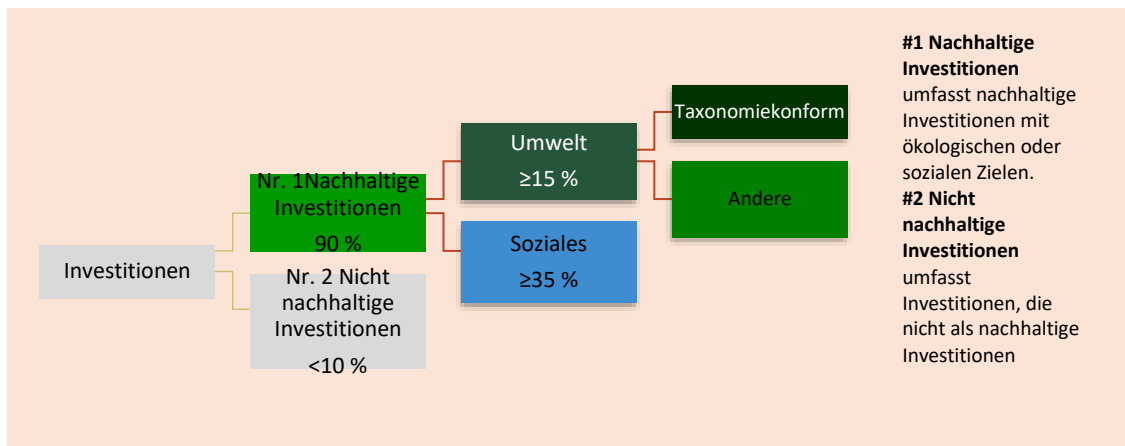 Investitionen
Nr. 1Nachhaltige
Investitionen
90 %
Nr. 2 Nicht
nachhaltige
Investitionen
<10 %
Umwelt
≥15 %
Soziales
≥35 %
Taxonomiekonform
Andere
#1 Nachhaltige
Investitionen
umfasst nachhaltige
Investitionen mit
ökologischen oder
sozialen Zielen.
#2 Nicht
nachhaltige
Investitionen
umfasst
Investitionen, die
nicht als nachhaltige
Investitionen